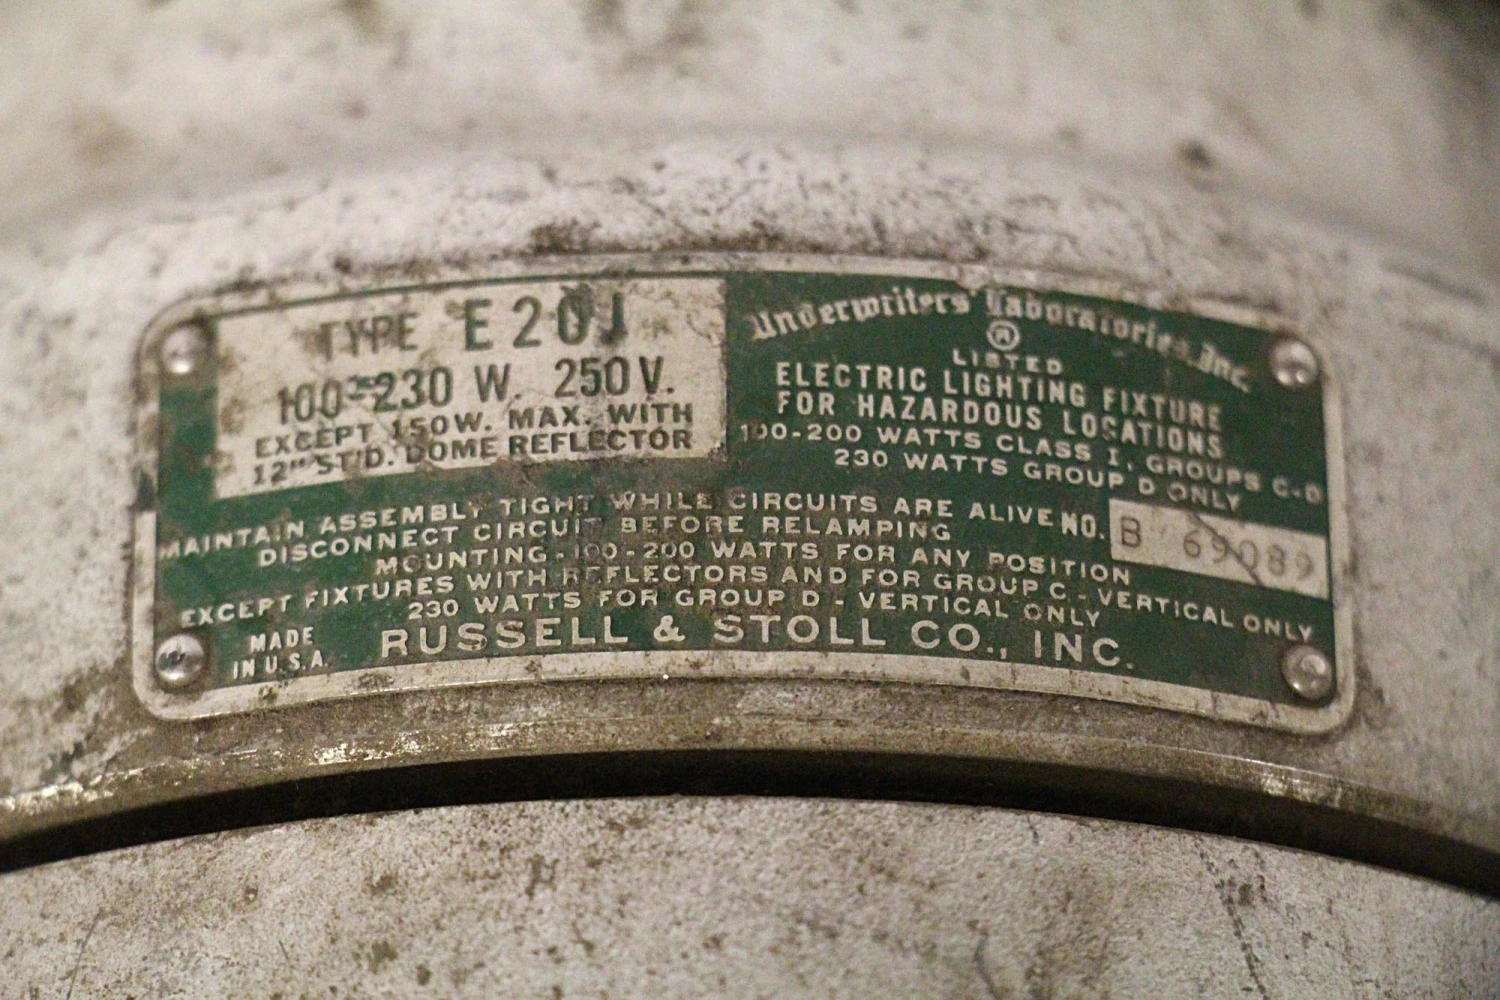 TYPE E20J
100-230 W. 250V.
EXCEPT 150W. MAX. WITH
12" ST'D. DOME REFLECTOR
Underwriters' Laboratories, Inc.
®
LISTED
ELECTRIC LIGHTING FIXTURE
FOR HAZARDOUS LOCATIONS
100-200 WATTS CLASS I, GROUPS C-D
230 WATTS GROUP D ONLY
MAINTAIN ASSEMBLY TIGHT WHILE CIRCUITS ARE ALIVE
DISCONNECT CIRCUIT BEFORE RELAMPING
NO. B 69089
MOUNTING - 100-200 WATTS FOR ANY POSITION
EXCEPT FIXTURES WITH REFLECTORS AND FOR GROUP C - VERTICAL ONLY
230 WATTS FOR GROUP D - VERTICAL ONLY
MADE
IN U.S.A.
RUSSELL & STOLL CO., INC.